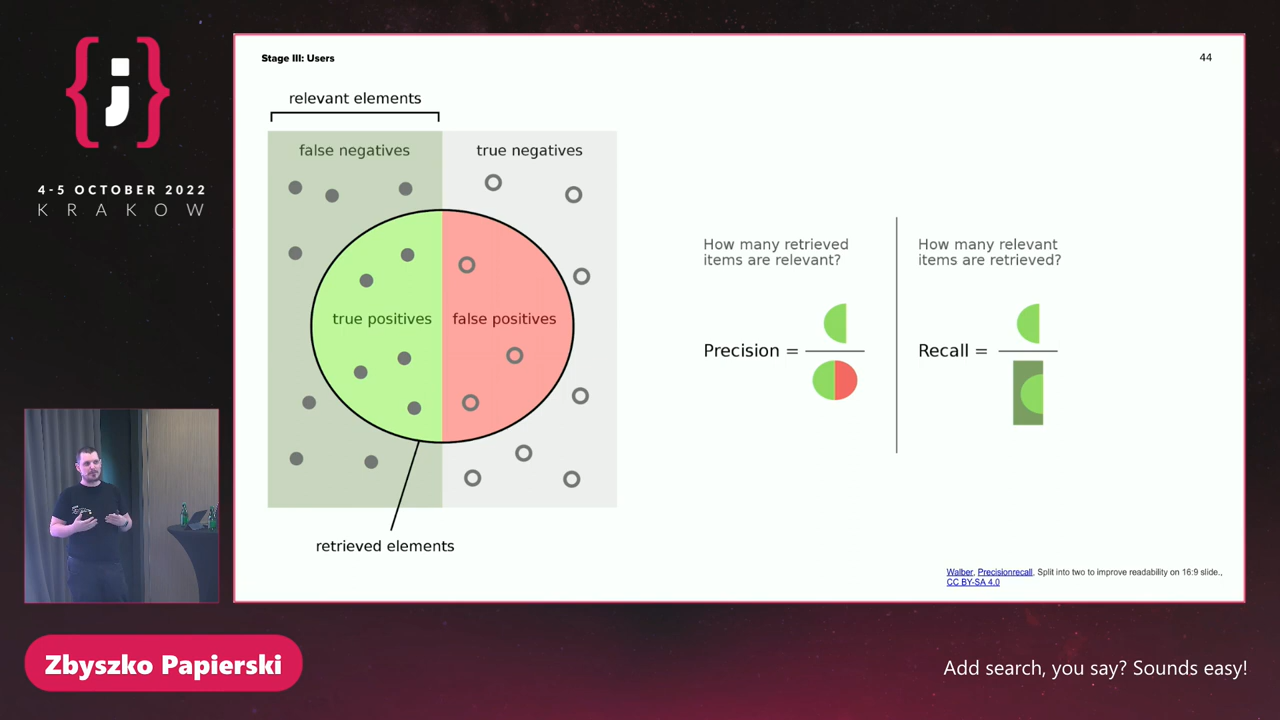 4-5 OCTOBER 2022
KRAKOW
Stage III: Users
44
relevant elements
false negatives
true negatives
true positives
false positives
retrieved elements
How many retrieved
items are relevant?
Precision =
How many relevant
items are retrieved?
Recall =
Walber, Precisionrecall, Split into two to improve readability on 16:9 slide.,
CC BY-SA 4.0
Zbyszko Papierski
Add search, you say? Sounds easy!